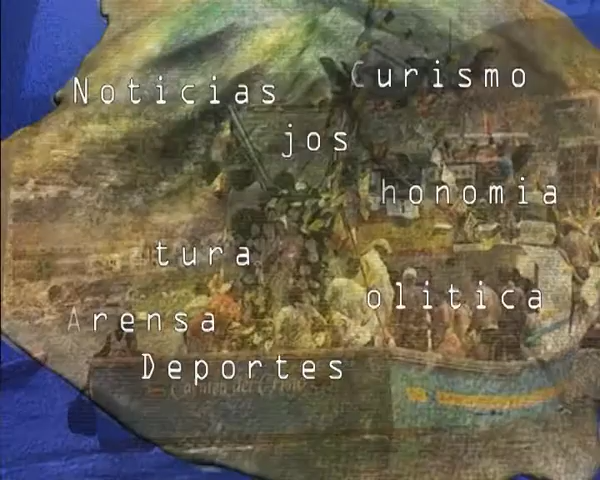 Noticias
Curismo
jos
honomia
tura
olitica
Arensa
Deportes